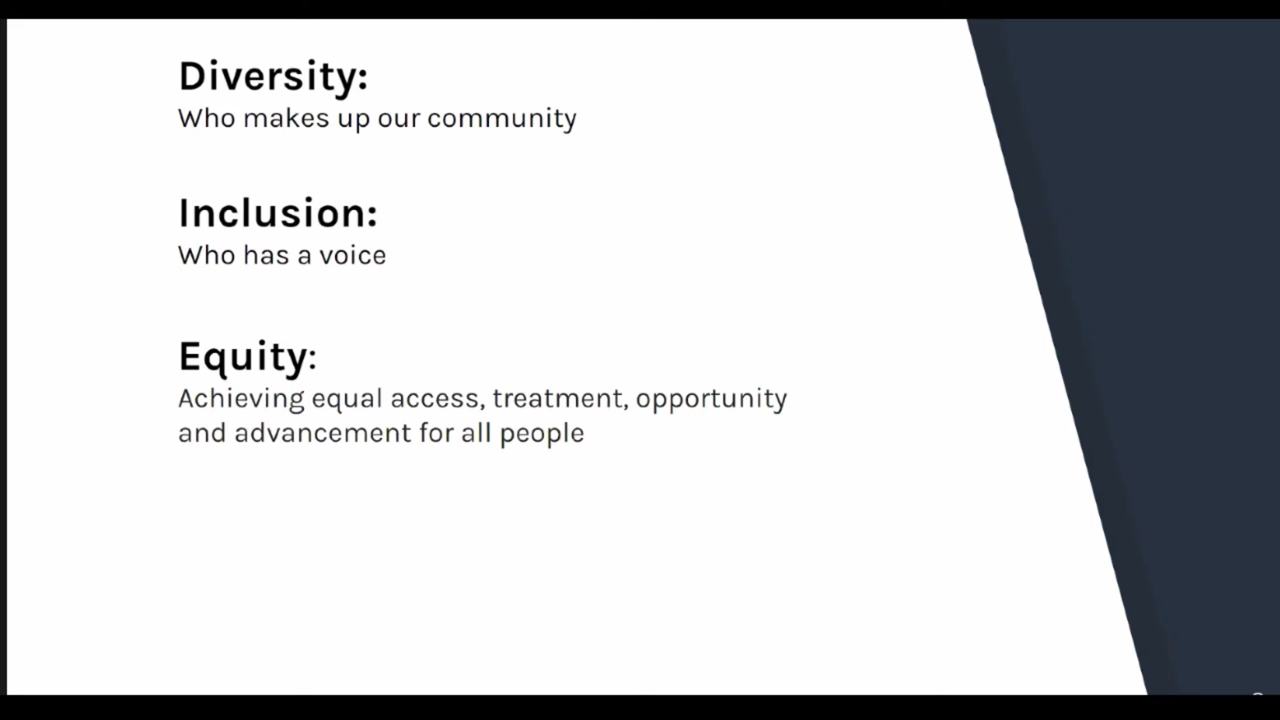 Diversity:
Who makes up our community
Inclusion:
Who has a voice
Equity:
Achieving equal access, treatment, opportunity
and advancement for all people